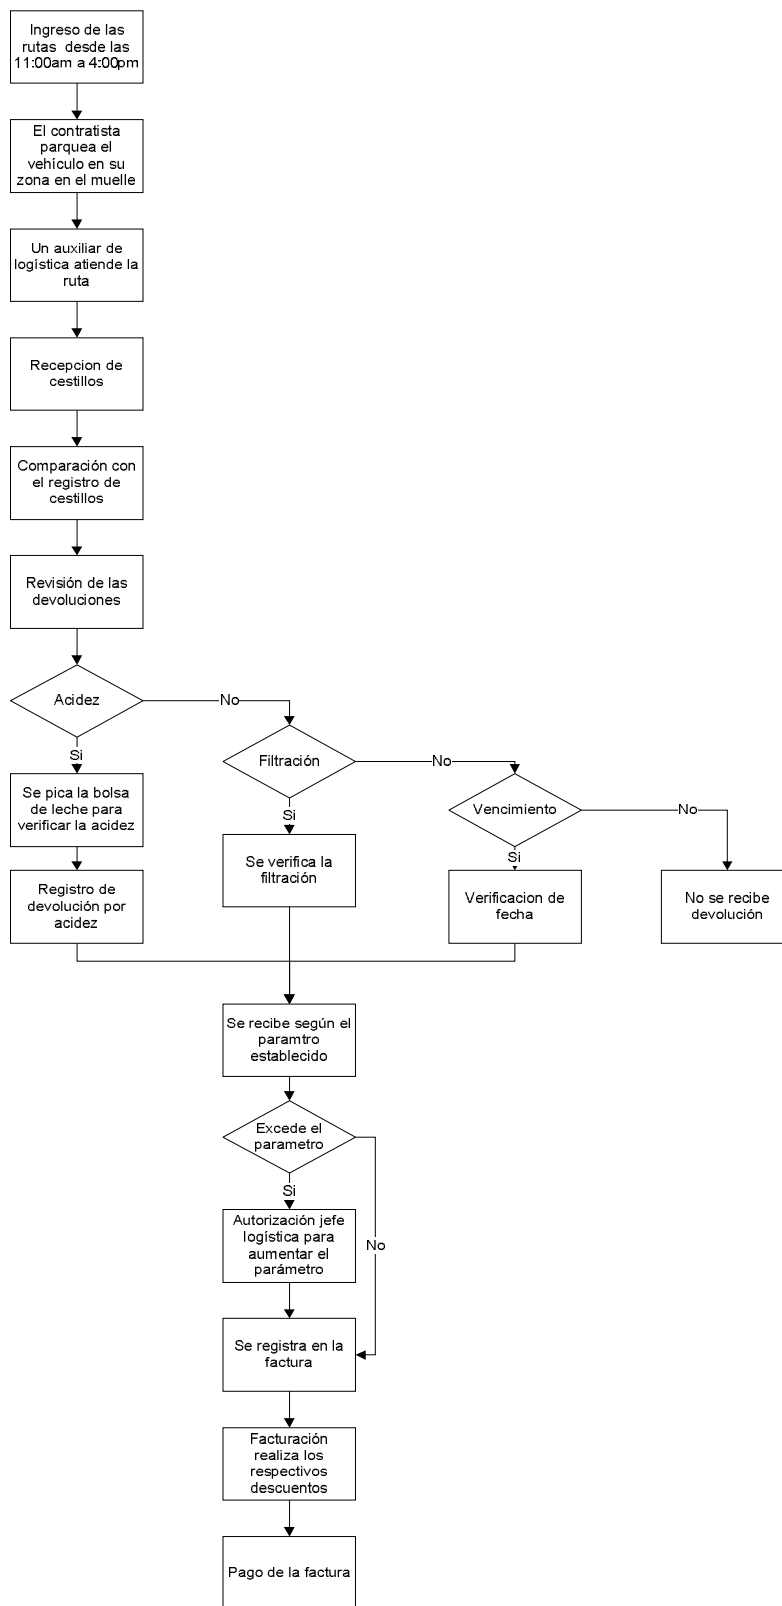 Ingreso de las
rutas desde las
11:00am a 4:00pm
El contratista
parquea el
vehículo en su
zona en el muelle
Un auxiliar de
logística atiende la
ruta
Recepcion de
cestillos
Comparación con
el registro de
cestillos
Revisión de las
devoluciones
Acidez
No
Si
Filtración
No
Si
Vencimiento
No
Si
Se pica la bolsa
de leche para
verificar la acidez
Se verifica la
filtración
Registro de
devolución por
acidez
Verificacion de
fecha
No se recibe
devolución
Se recibe según el
paramtro
establecido
Excede el
parametro
Si
No
Autorización jefe
logística para
aumentar el
parámetro
Se registra en la
factura
Facturación
realiza los
respectivos
descuentos
Pago de la factura